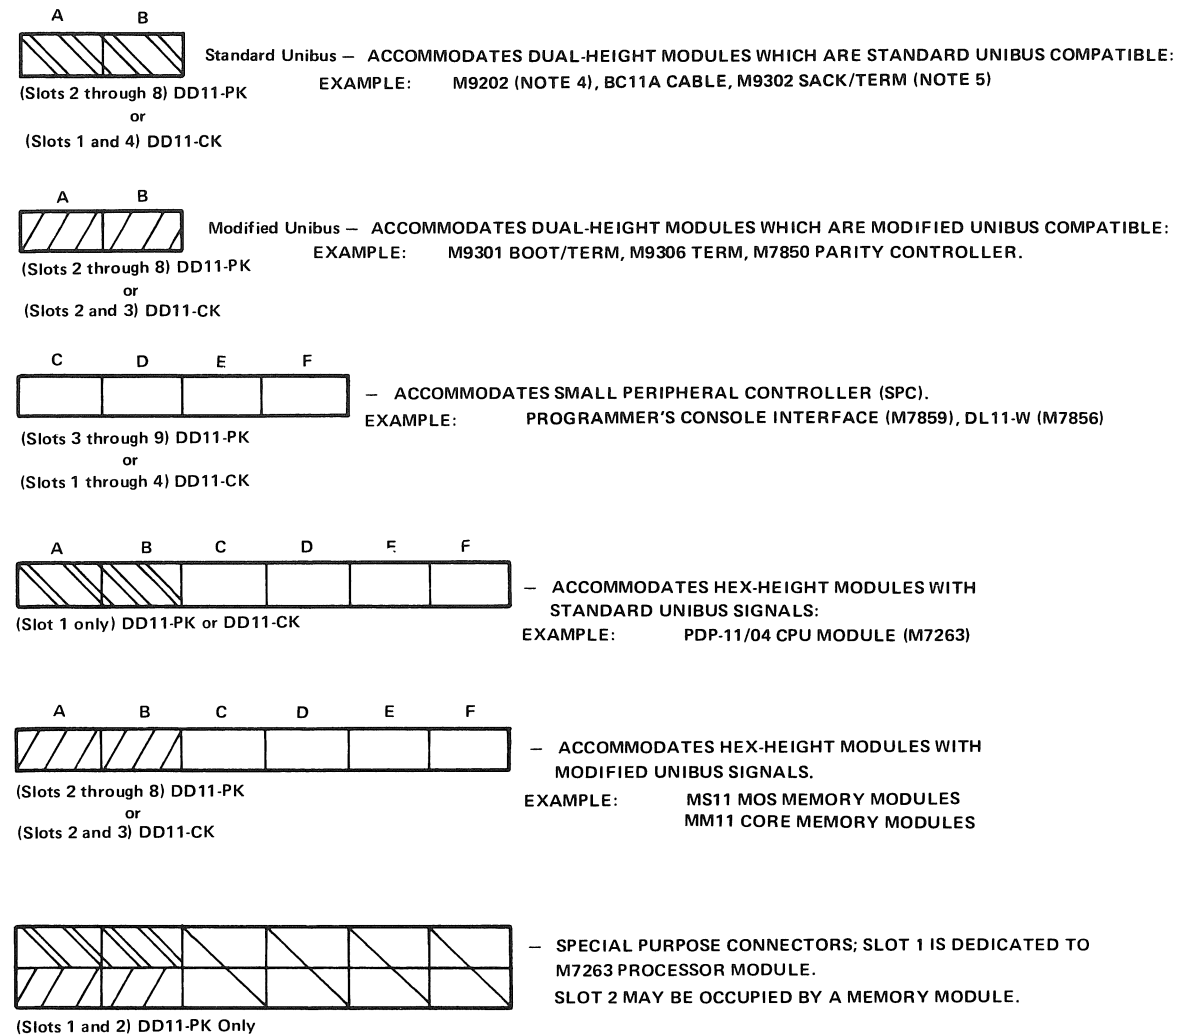 A B
Standard Unibus — ACCOMMODATES DUAL-HEIGHT MODULES WHICH ARE STANDARD UNIBUS COMPATIBLE:
EXAMPLE: M9202 (NOTE 4), BC11A CABLE, M9302 SACK/TERM (NOTE 5)
(Slots 2 through 8) DD11-PK
or
(Slots 1 and 4) DD11-CK
A B
Modified Unibus — ACCOMMODATES DUAL-HEIGHT MODULES WHICH ARE MODIFIED UNIBUS COMPATIBLE:
EXAMPLE: M9301 BOOT/TERM, M9306 TERM, M7850 PARITY CONTROLLER.
(Slots 2 through 8) DD11-PK
or
(Slots 2 and 3) DD11-CK
C D E F
— ACCOMMODATES SMALL PERIPHERAL CONTROLLER (SPC).
EXAMPLE: PROGRAMMER'S CONSOLE INTERFACE (M7859), DL11-W (M7856)
(Slots 3 through 9) DD11-PK
or
(Slots 1 through 4) DD11-CK
A B C D E F
— ACCOMMODATES HEX-HEIGHT MODULES WITH
STANDARD UNIBUS SIGNALS:
EXAMPLE: PDP-11/04 CPU MODULE (M7263)
(Slot 1 only) DD11-PK or DD11-CK
A B C D E F
— ACCOMMODATES HEX-HEIGHT MODULES WITH
MODIFIED UNIBUS SIGNALS.
EXAMPLE: MS11 MOS MEMORY MODULES
MM11 CORE MEMORY MODULES
(Slots 2 through 8) DD11-PK
or
(Slots 2 and 3) DD11-CK
— SPECIAL PURPOSE CONNECTORS; SLOT 1 IS DEDICATED TO
M7263 PROCESSOR MODULE.
SLOT 2 MAY BE OCCUPIED BY A MEMORY MODULE.
(Slots 1 and 2) DD11-PK Only